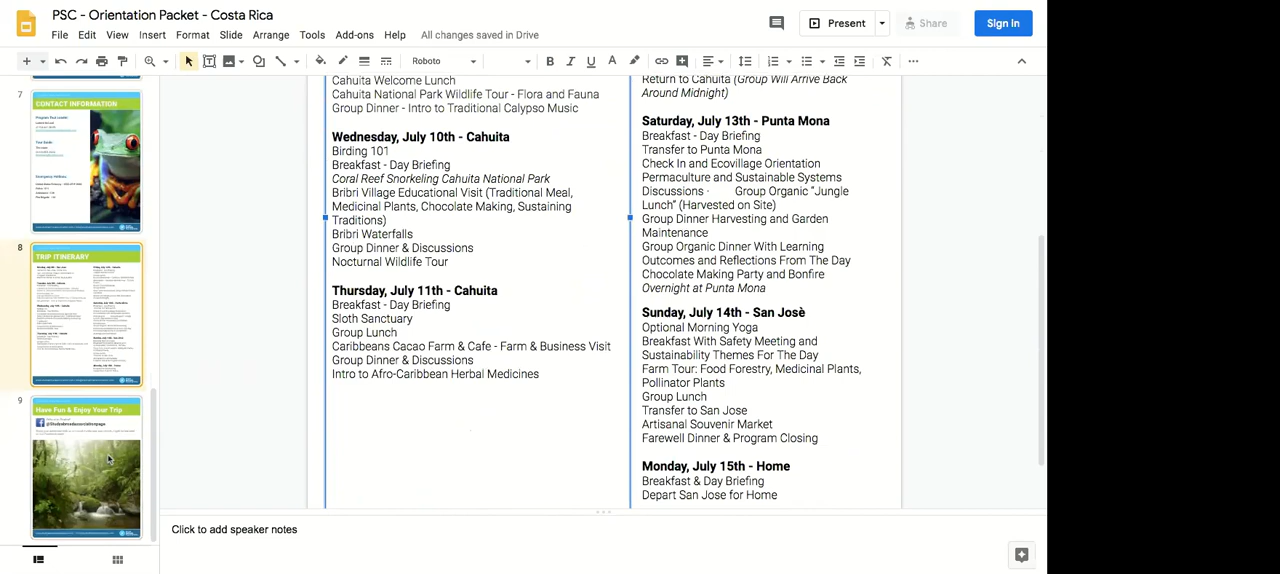 PSC - Orientation Packet - Costa Rica
File Edit View Insert Format Slide Arrange Tools Add-ons Help All changes saved in Drive
Present
Share
Sign in
Roboto
7
CONTACT INFORMATION
8
TRIP ITINERARY
9
Have Fun & Enjoy Your Trip
Cahuita Welcome Lunch
Cahuita National Park Wildlife Tour - Flora and Fauna
Group Dinner - Intro to Traditional Calypso Music
Wednesday, July 10th - Cahuita
Birding 101
Breakfast - Day Briefing
Coral Reef Snorkeling Cahuita National Park
Bribri Village Educational Visit (Traditional Meal,
Medicinal Plants, Chocolate Making, Sustaining
Traditions)
Bribri Waterfalls
Group Dinner & Discussions
Nocturnal Wildlife Tour
Thursday, July 11th - Cahuita
Breakfast - Day Briefing
Sloth Sanctuary
Group Lunch
Caribbeans Cacao Farm & Cafe - Farm & Business Visit
Group Dinner & Discussions
Intro to Afro-Caribbean Herbal Medicines
Return to Cahuita (Group Will Arrive Back
Around Midnight)
Saturday, July 13th - Punta Mona
Breakfast - Day Briefing
Transfer to Punta Mona
Check In and Ecovillage Orientation
Permaculture and Sustainable Systems
Discussions · Group Organic “Jungle
Lunch” (Harvested on Site)
Group Dinner Harvesting and Garden
Maintenance
Group Organic Dinner With Learning
Outcomes and Reflections From The Day
Chocolate Making Party and Bonfire
Overnight at Punta Mona
Sunday, July 14th - San Josè
Optional Morning Yoga
Breakfast With Safety Meeting and
Sustainability Themes For The Day
Farm Tour: Food Forestry, Medicinal Plants,
Pollinator Plants
Group Lunch
Transfer to San Jose
Artisanal Souvenir Market
Farewell Dinner & Program Closing
Monday, July 15th - Home
Breakfast & Day Briefing
Depart San Jose for Home
Click to add speaker notes